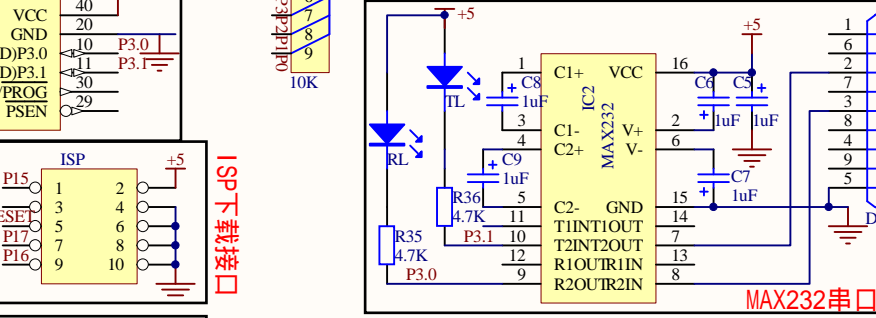 VCC 40
GND 20
D)P3.0 10 P3.0
D)P3.1 11 P3.1
/PROG 30
PSEN 29
P3P2P1P0
7
8
9
10K
ISP
+5
P15 1 2
3 4
ESET 5 6
P17 7 8
P16 9 10
ISP下载接口
+5
TL
RL
R36
4.7K
R35
4.7K
P3.1
P3.0
C8
1uF
C9
1uF
IC2
MAX232
1 C1+ VCC 16
3 C1- V+ 2
4 C2+ V- 6
5 C2- GND 15
11 T1INT1OUT 14
10 T2INT2OUT 7
12 R1OUTR1IN 13
9 R2OUTR2IN 8
+5
C6
1uF
C5
1uF
C7
1uF
1
6
2
7
3
8
4
9
5
D
MAX232串口